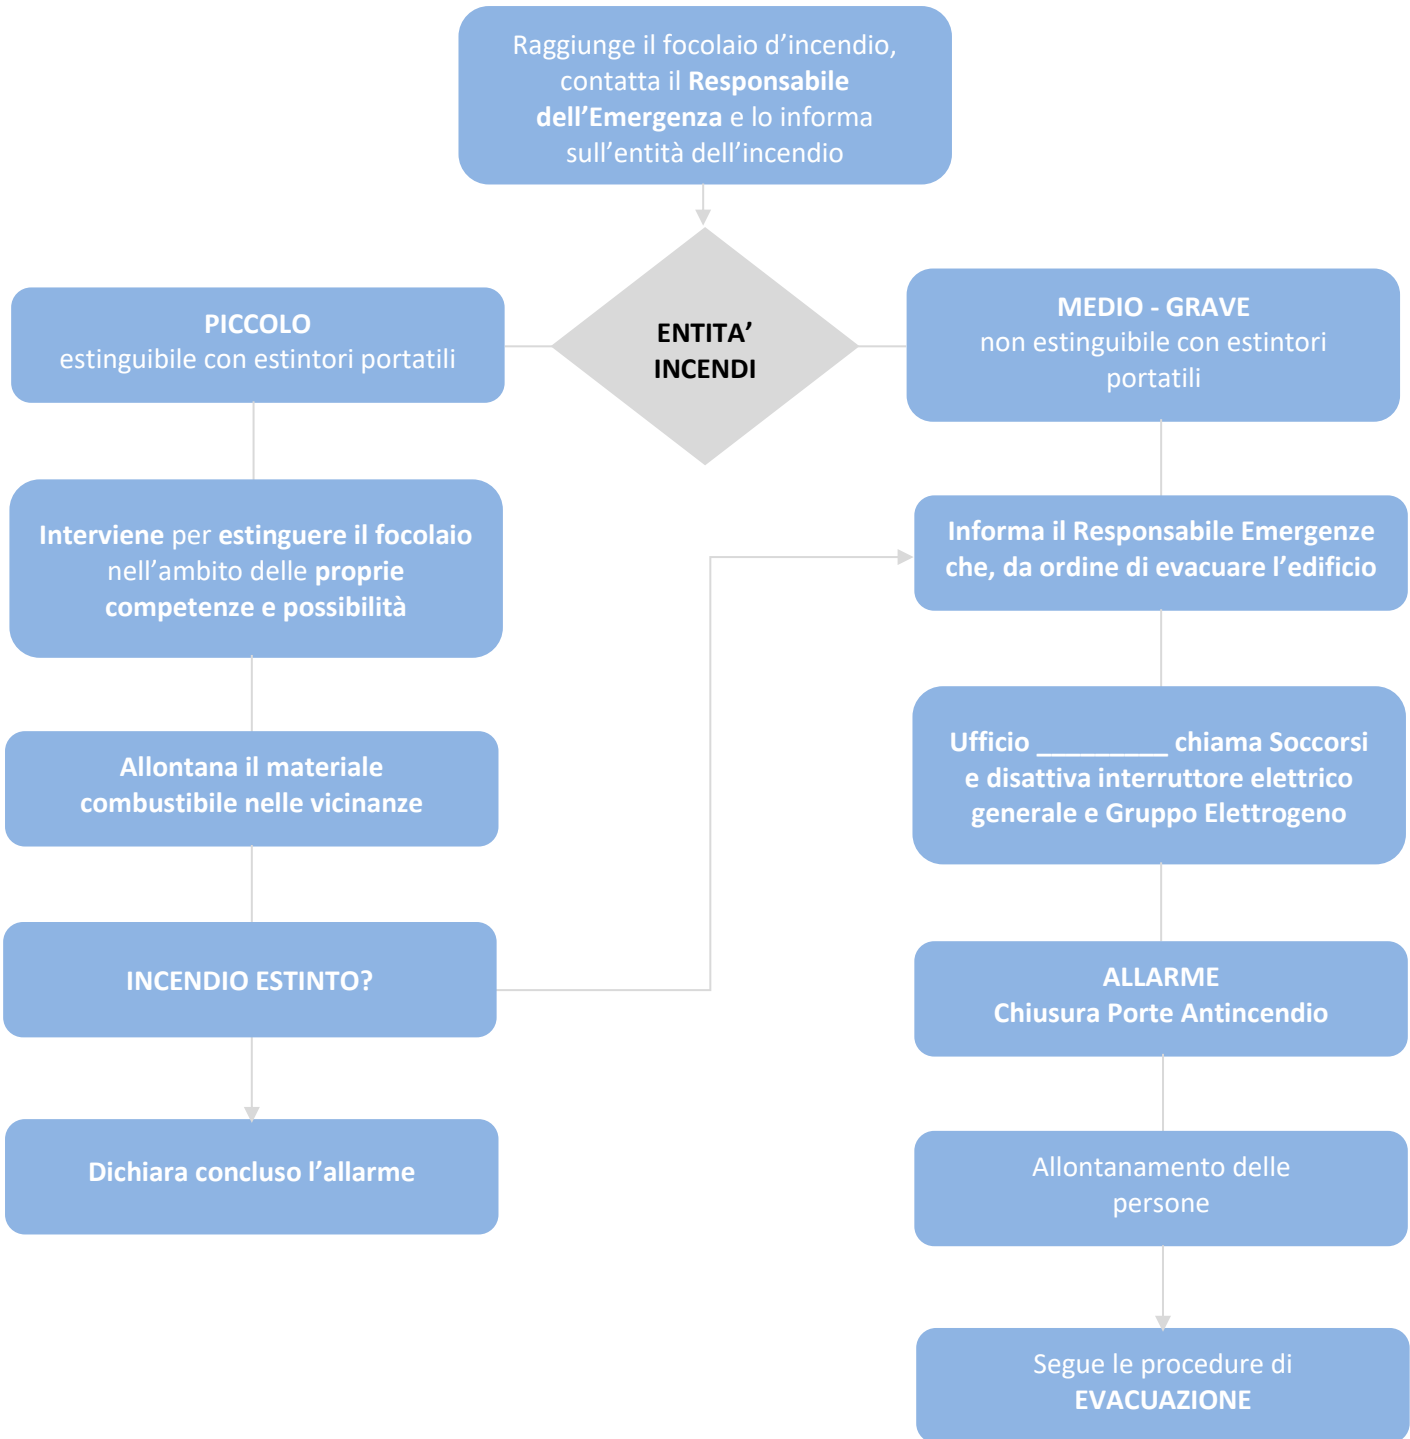 Raggiunge il focolaio d’incendio,
contatta il Responsabile
dell’Emergenza e lo informa
sull’entità dell’incendio
ENTITA’
INCENDI
PICCOLO
estinguibile con estintori portatili
Interviene per estinguere il focolaio
nell’ambito delle proprie
competenze e possibilità
Allontana il materiale
combustibile nelle vicinanze
INCENDIO ESTINTO?
Dichiara concluso l’allarme
MEDIO - GRAVE
non estinguibile con estintori
portatili
Informa il Responsabile Emergenze
che, da ordine di evacuare l’edificio
Ufficio _________ chiama Soccorsi
e disattiva interruttore elettrico
generale e Gruppo Elettrogeno
ALLARME
Chiusura Porte Antincendio
Allontanamento delle
persone
Segue le procedure di
EVACUAZIONE